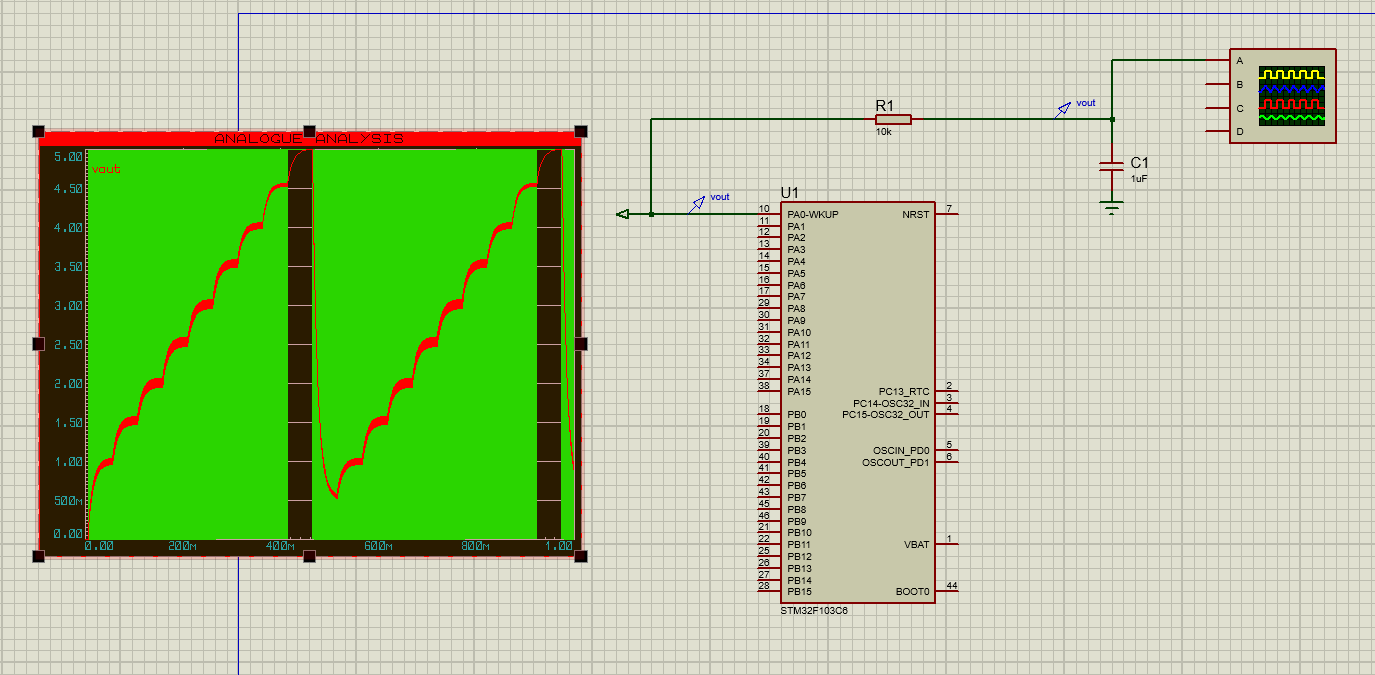 ANALOGUE ANALYSIS
vout
5.00
4.50
4.00
3.50
3.00
2.50
2.00
1.50
1.00
500m
0.00
0.00 200m 400m 600m 800m 1.00
R1
10k
vout
vout
A
B
C
D
C1
1uF
U1
10 PA0-WKUP NRST 7
11 PA1
12 PA2
13 PA3
14 PA4
15 PA5
16 PA6
17 PA7
29 PA8
30 PA9
31 PA10
32 PA11
33 PA12
34 PA13
37 PA14
38 PA15 PC13_RTC 2
PC14-OSC32_IN 3
18 PB0 PC15-OSC32_OUT 4
19 PB1
20 PB2
39 PB3 OSCIN_PD0 5
40 PB4 OSCOUT_PD1 6
41 PB5
42 PB6
43 PB7
45 PB8
46 PB9
21 PB10
22 PB11 VBAT 1
25 PB12
26 PB13
27 PB14
28 PB15 BOOT0 44
STM32F103C6